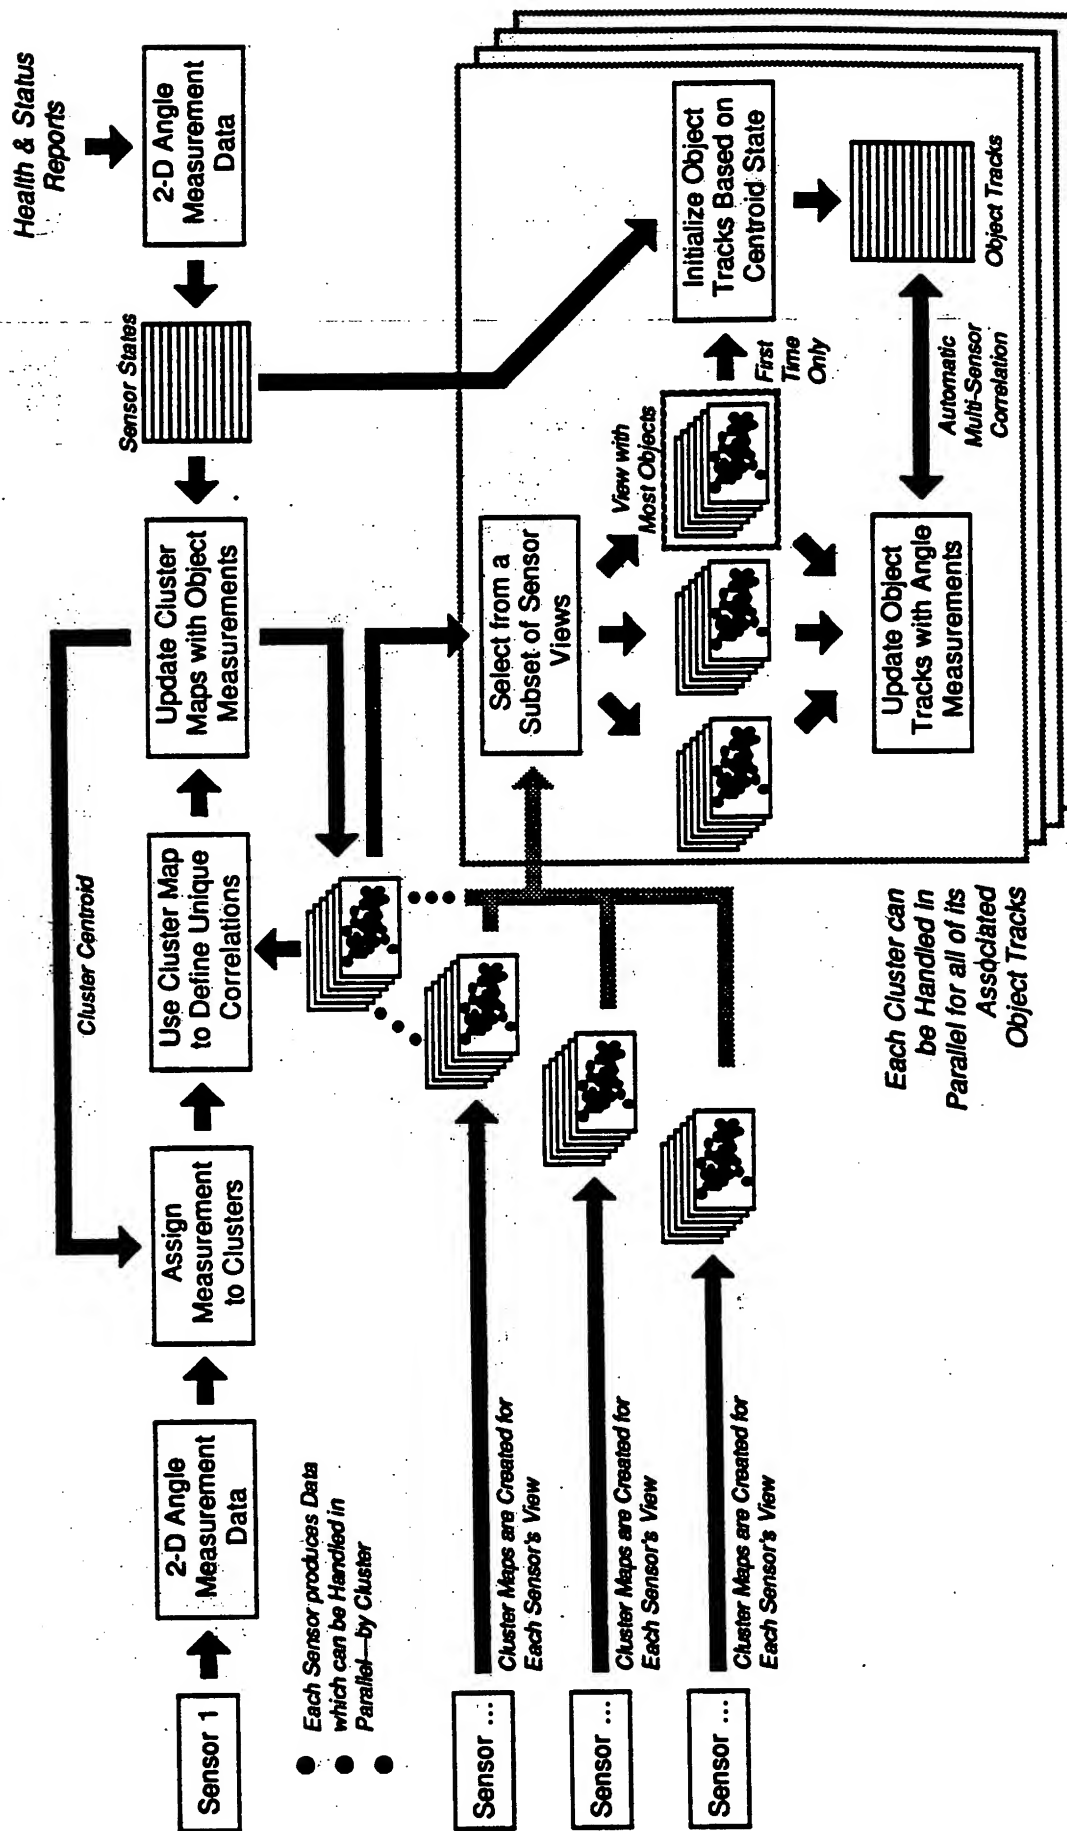 Sensor 1
2-D Angle
Measurement
Data
Assign
Measurement
to Clusters
Use Cluster Map
to Define Unique
Correlations
Update Cluster
Maps with Object
Measurements
Sensor States
2-D Angle
Measurement
Data
Health & Status
Reports
Cluster Centroid
Each Sensor produces Data
which can be Handled in
Parallel—by Cluster
Sensor ...
Cluster Maps are Created for
Each Sensor's View
Sensor ...
Cluster Maps are Created for
Each Sensor's View
Sensor ...
Cluster Maps are Created for
Each Sensor's View
Select from a
Subset of Sensor
Views
View with
Most Objects
First
Time
Only
Initialize Object
Tracks Based on
Centroid State
Update Object
Tracks with Angle
Measurements
Automatic
Multi-Sensor
Correlation
Object Tracks
Each Cluster can
be Handled in
Parallel for all of its
Associated
Object Tracks